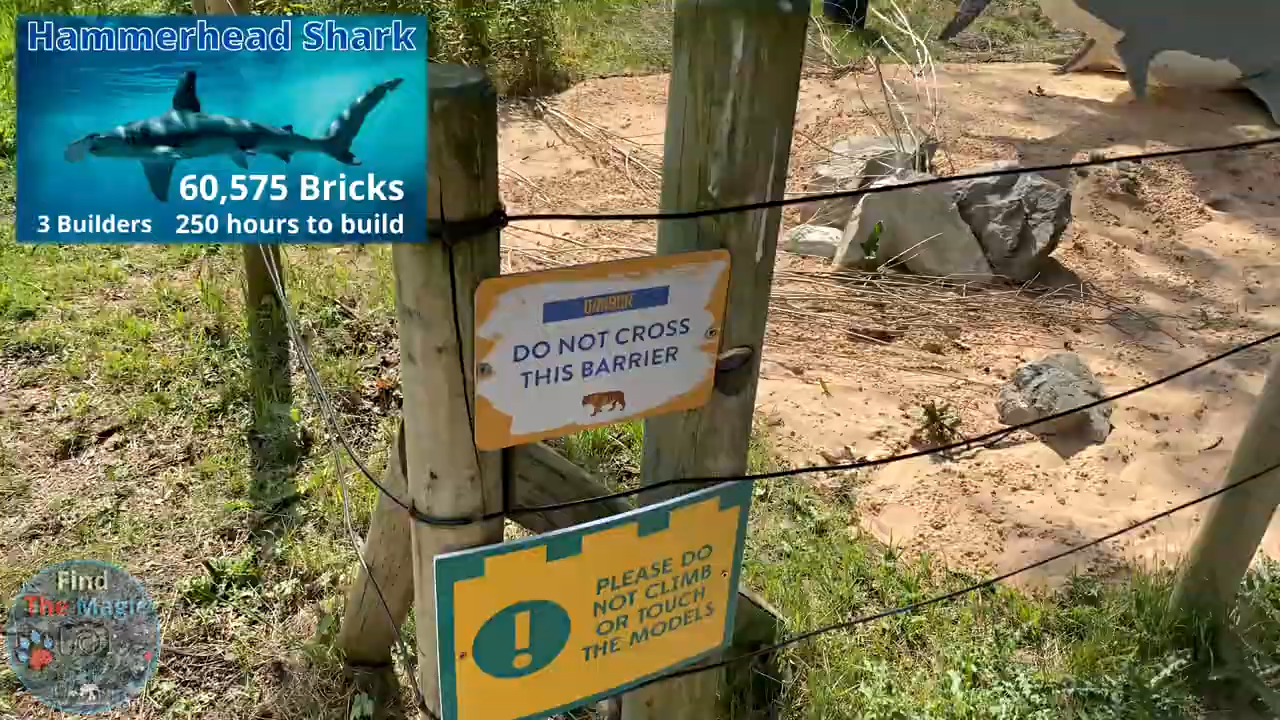 Hammerhead Shark
60,575 Bricks
3 Builders 250 hours to build
DANGER
DO NOT CROSS
THIS BARRIER
!
PLEASE DO
NOT CLIMB
OR TOUCH
THE MODELS
Find
The Magic